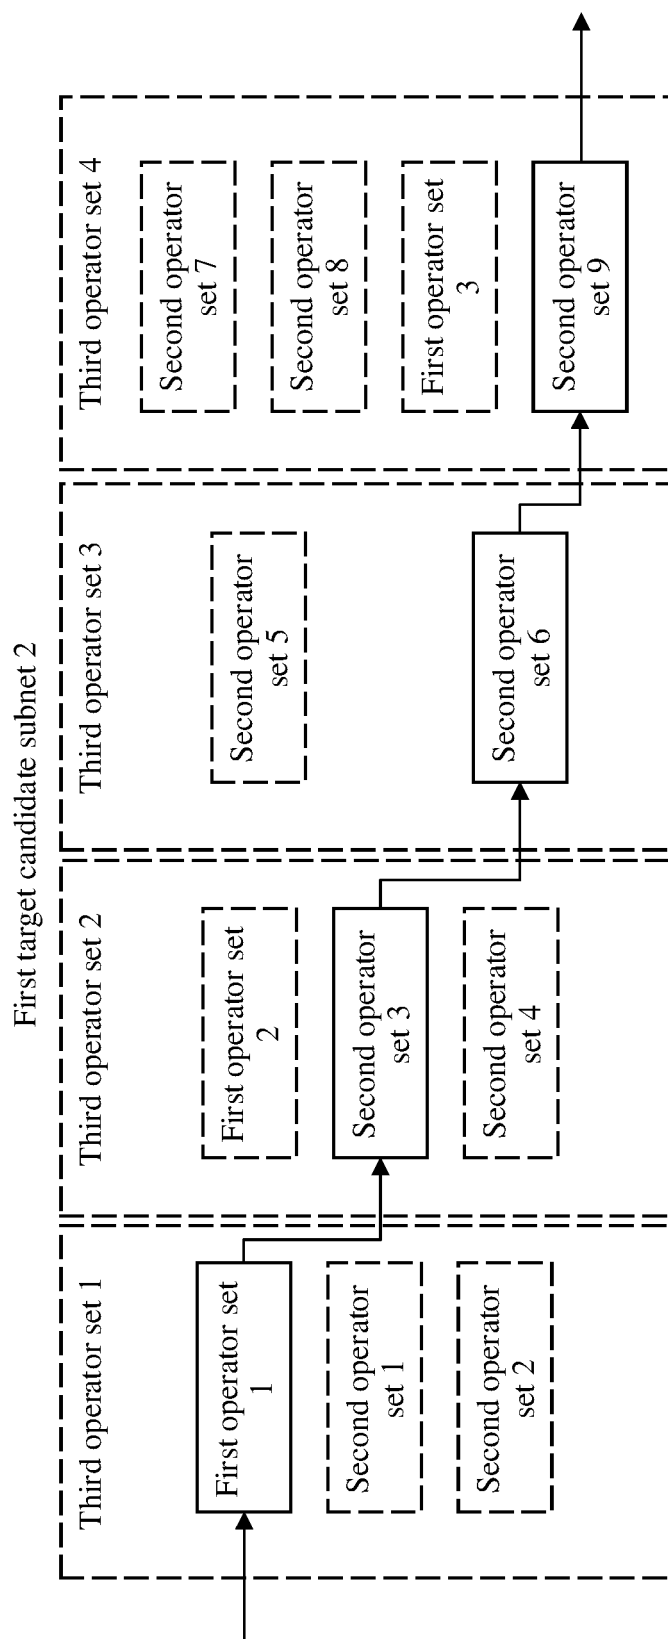 First target candidate subnet 2
Third operator set 1
First operator set
1
Second operator
set 1
Second operator
set 2
Third operator set 2
First operator set
2
Second operator
set 3
Second operator
set 4
Third operator set 3
Second operator
set 5
Second operator
set 6
Third operator set 4
Second operator
set 7
Second operator
set 8
First operator set
3
Second operator
set 9